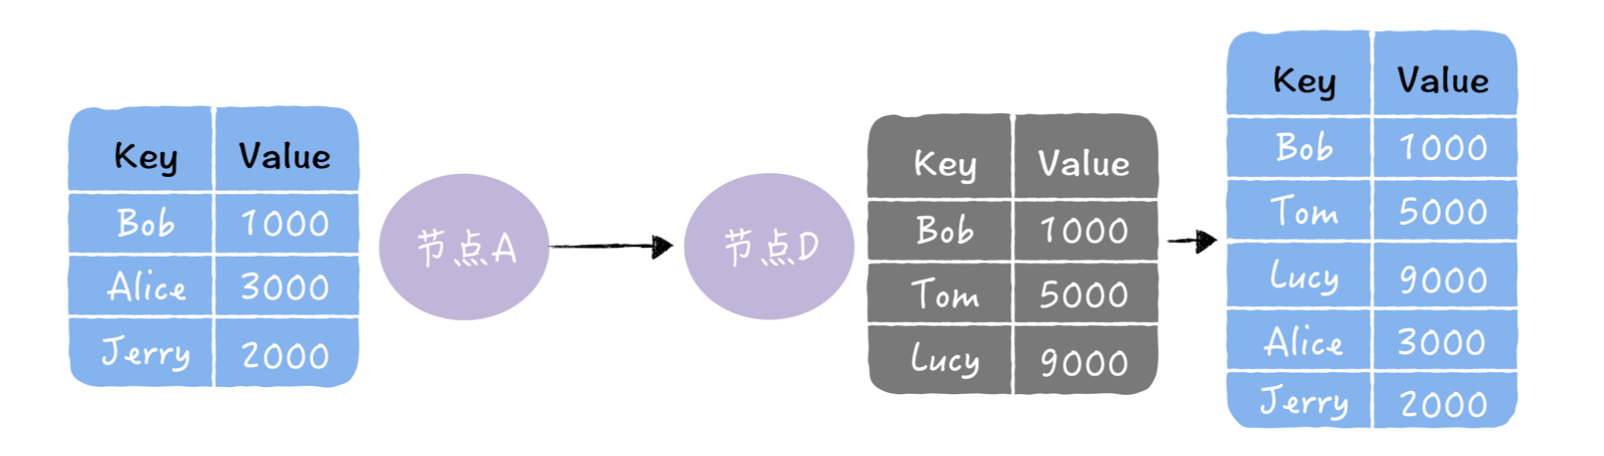 Key Value
Bob 1000
Alice 3000
Jerry 2000
节点A
节点D
Key Value
Bob 1000
Tom 5000
Lucy 9000
Key Value
Bob 1000
Tom 5000
Lucy 9000
Alice 3000
Jerry 2000